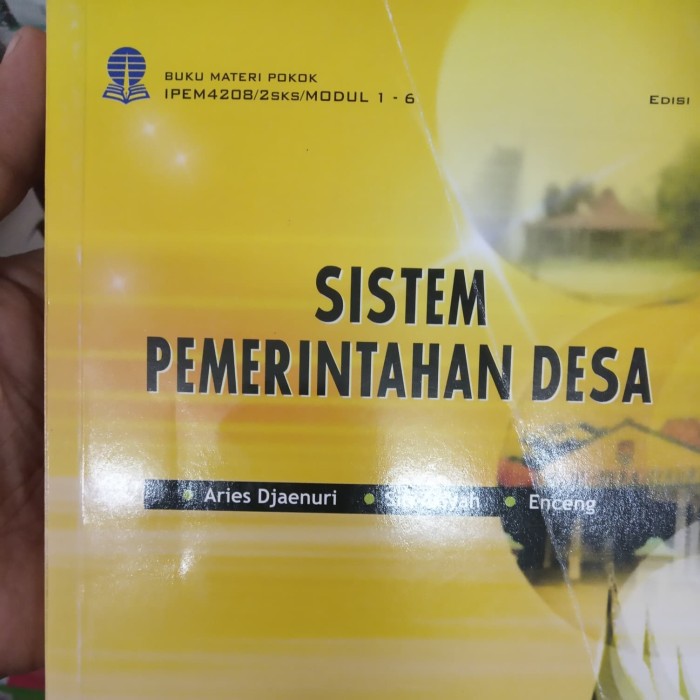 BUKU MATERI POKOK
IPEM4208/2SKS/MODUL 1 - 6
EDISI
SISTEM
PEMERINTAHAN DESA
• Aries Djaenuri • • Enceng